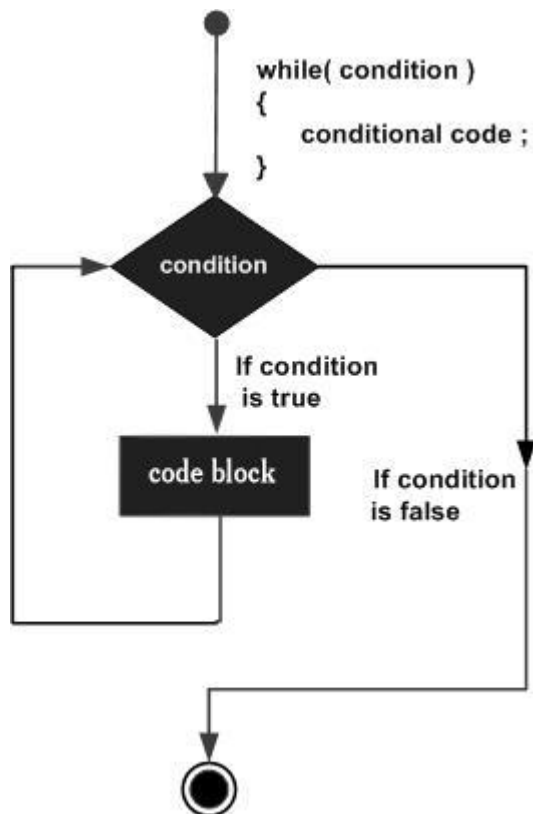 while( condition )
{
conditional code ;
}
condition
If condition
is true
code block
If condition
is false